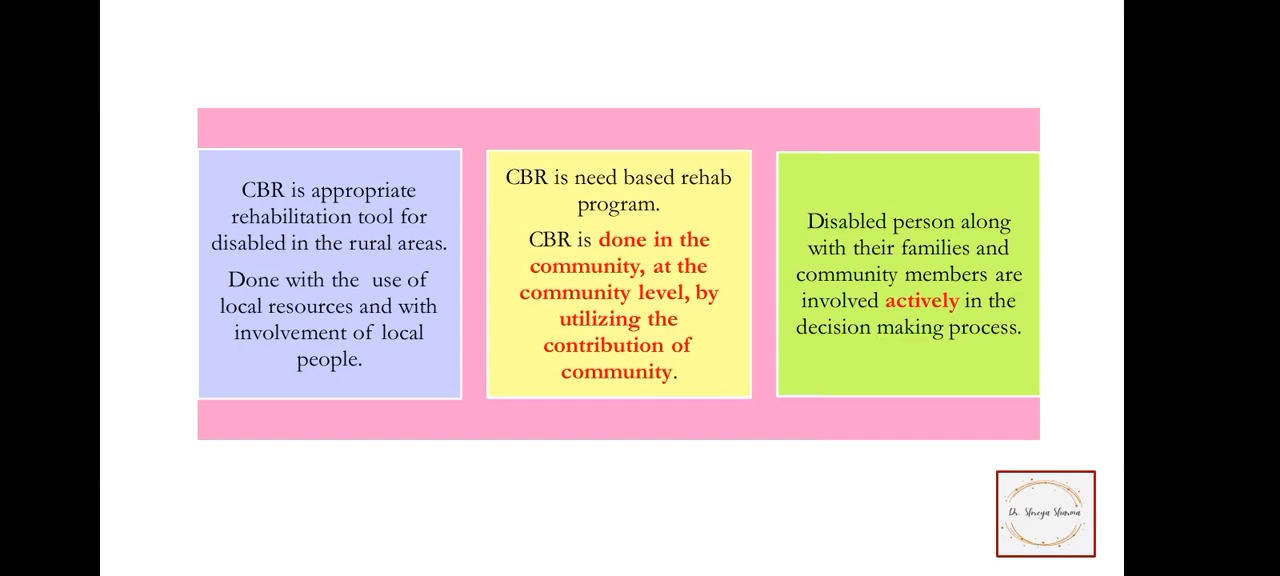 CBR is appropriate
rehabilitation tool for
disabled in the rural areas.
Done with the use of
local resources and with
involvement of local
people.
CBR is need based rehab
program.
CBR is done in the
community, at the
community level, by
utilizing the
contribution of
community.
Disabled person along
with their families and
community members are
involved actively in the
decision making process.
Dr. Shreya Sharma